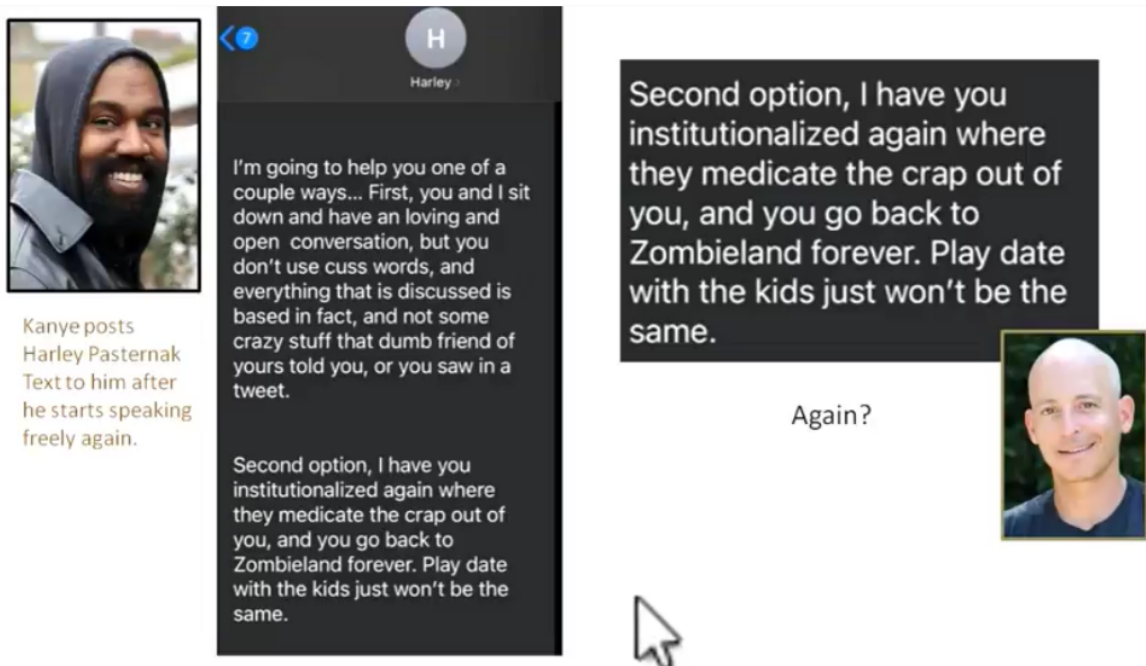 7
H
Harley
Kanye posts
Harley Pasternak
Text to him after
he starts speaking
freely again.
I'm going to help you one of a
couple ways... First, you and I sit
down and have an loving and
open conversation, but you
don't use cuss words, and
everything that is discussed is
based in fact, and not some
crazy stuff that dumb friend of
yours told you, or you saw in a
tweet.
Second option, I have you
institutionalized again where
they medicate the crap out of
you, and you go back to
Zombieland forever. Play date
with the kids just won't be the
same.
Second option, I have you
institutionalized again where
they medicate the crap out of
you, and you go back to
Zombieland forever. Play date
with the kids just won't be the
same.
Again?